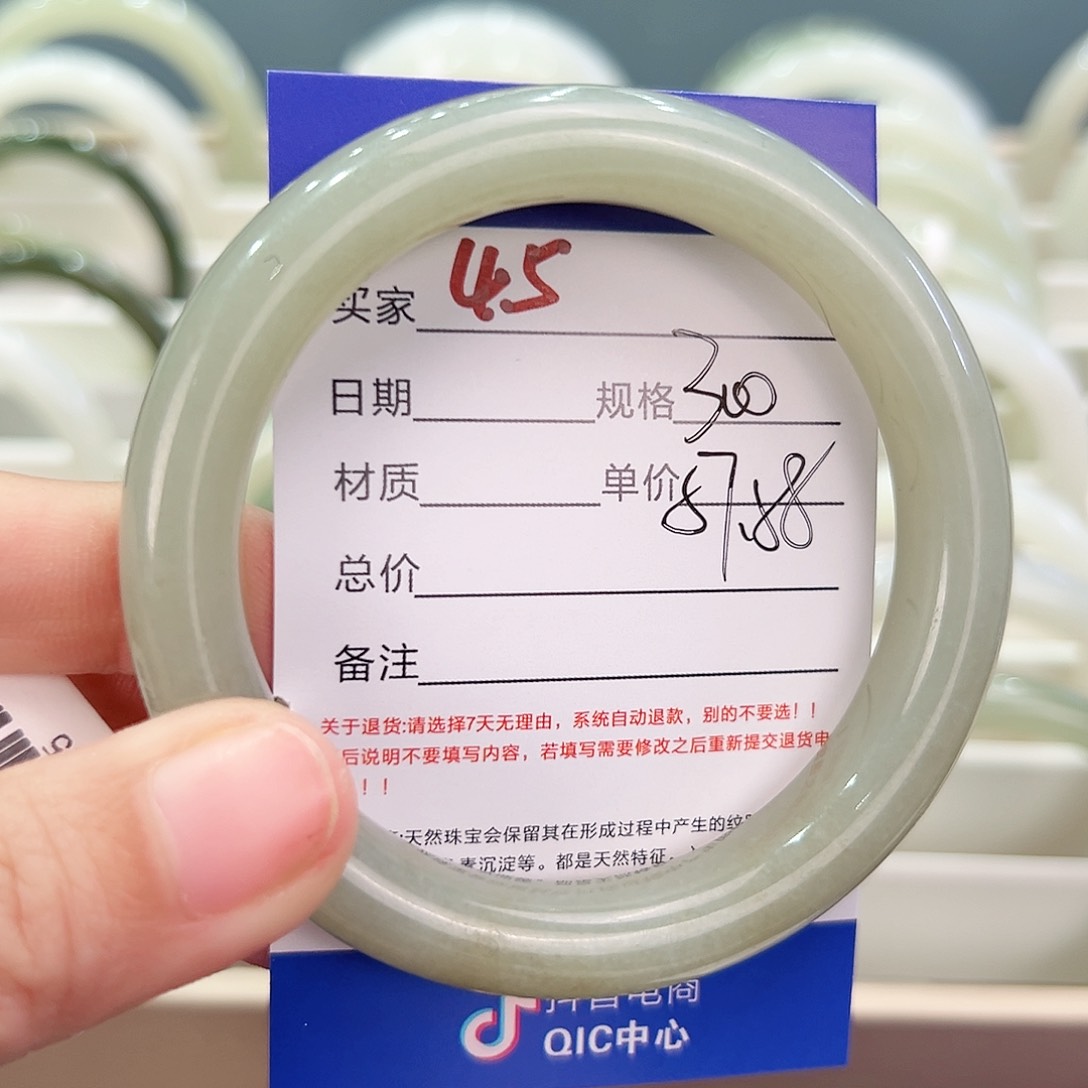 买家 4.5
日期 规格 300
材质 单价 87.88
总价
备注
关于退货:请选择7天无理由，系统自动退款，别的不要选！！
后说明不要填写内容，若填写需要修改之后重新提交退货申
！！
:天然珠宝会保留其在形成过程中产生的纹
素沉淀等。都是天然特征。
抖音电商
QIC中心